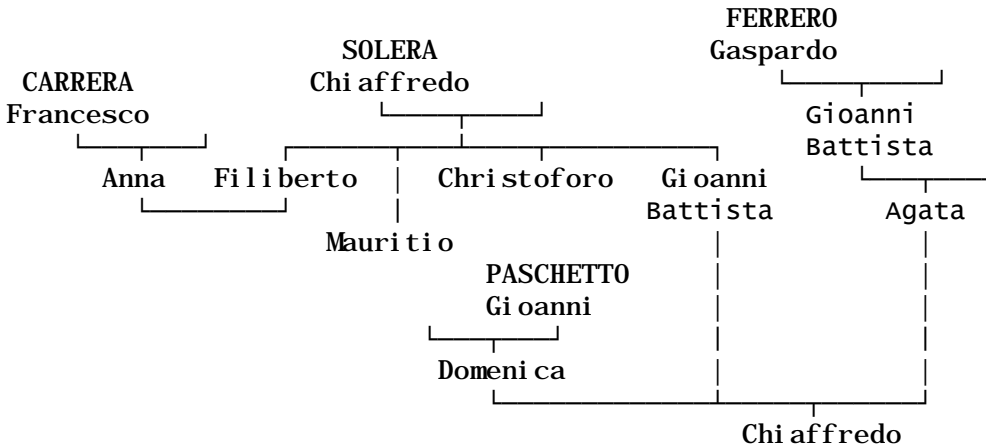 FERRERO
SOLERA
Gaspardo
CARRERA
Chiaffredo
Francesco
Gioanni
Battista
Anna
Filiberto
Christoforo
Gioanni
Battista
Agata
Mauritio
PASCHETTO
Gioanni
Domenica
Chiaffredo